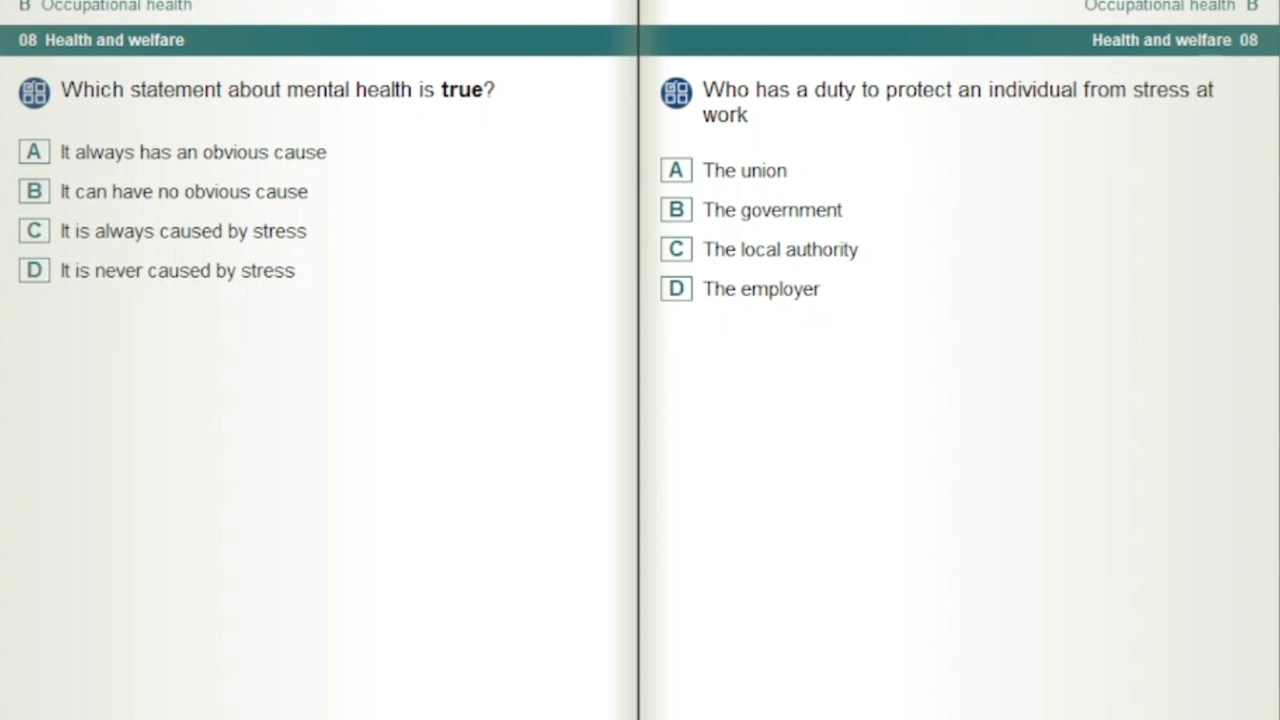 B Occupational health
08 Health and welfare
Which statement about mental health is true?
A It always has an obvious cause
B It can have no obvious cause
C It is always caused by stress
D It is never caused by stress
Occupational health B
Health and welfare 08
Who has a duty to protect an individual from stress at
work
A The union
B The government
C The local authority
D The employer